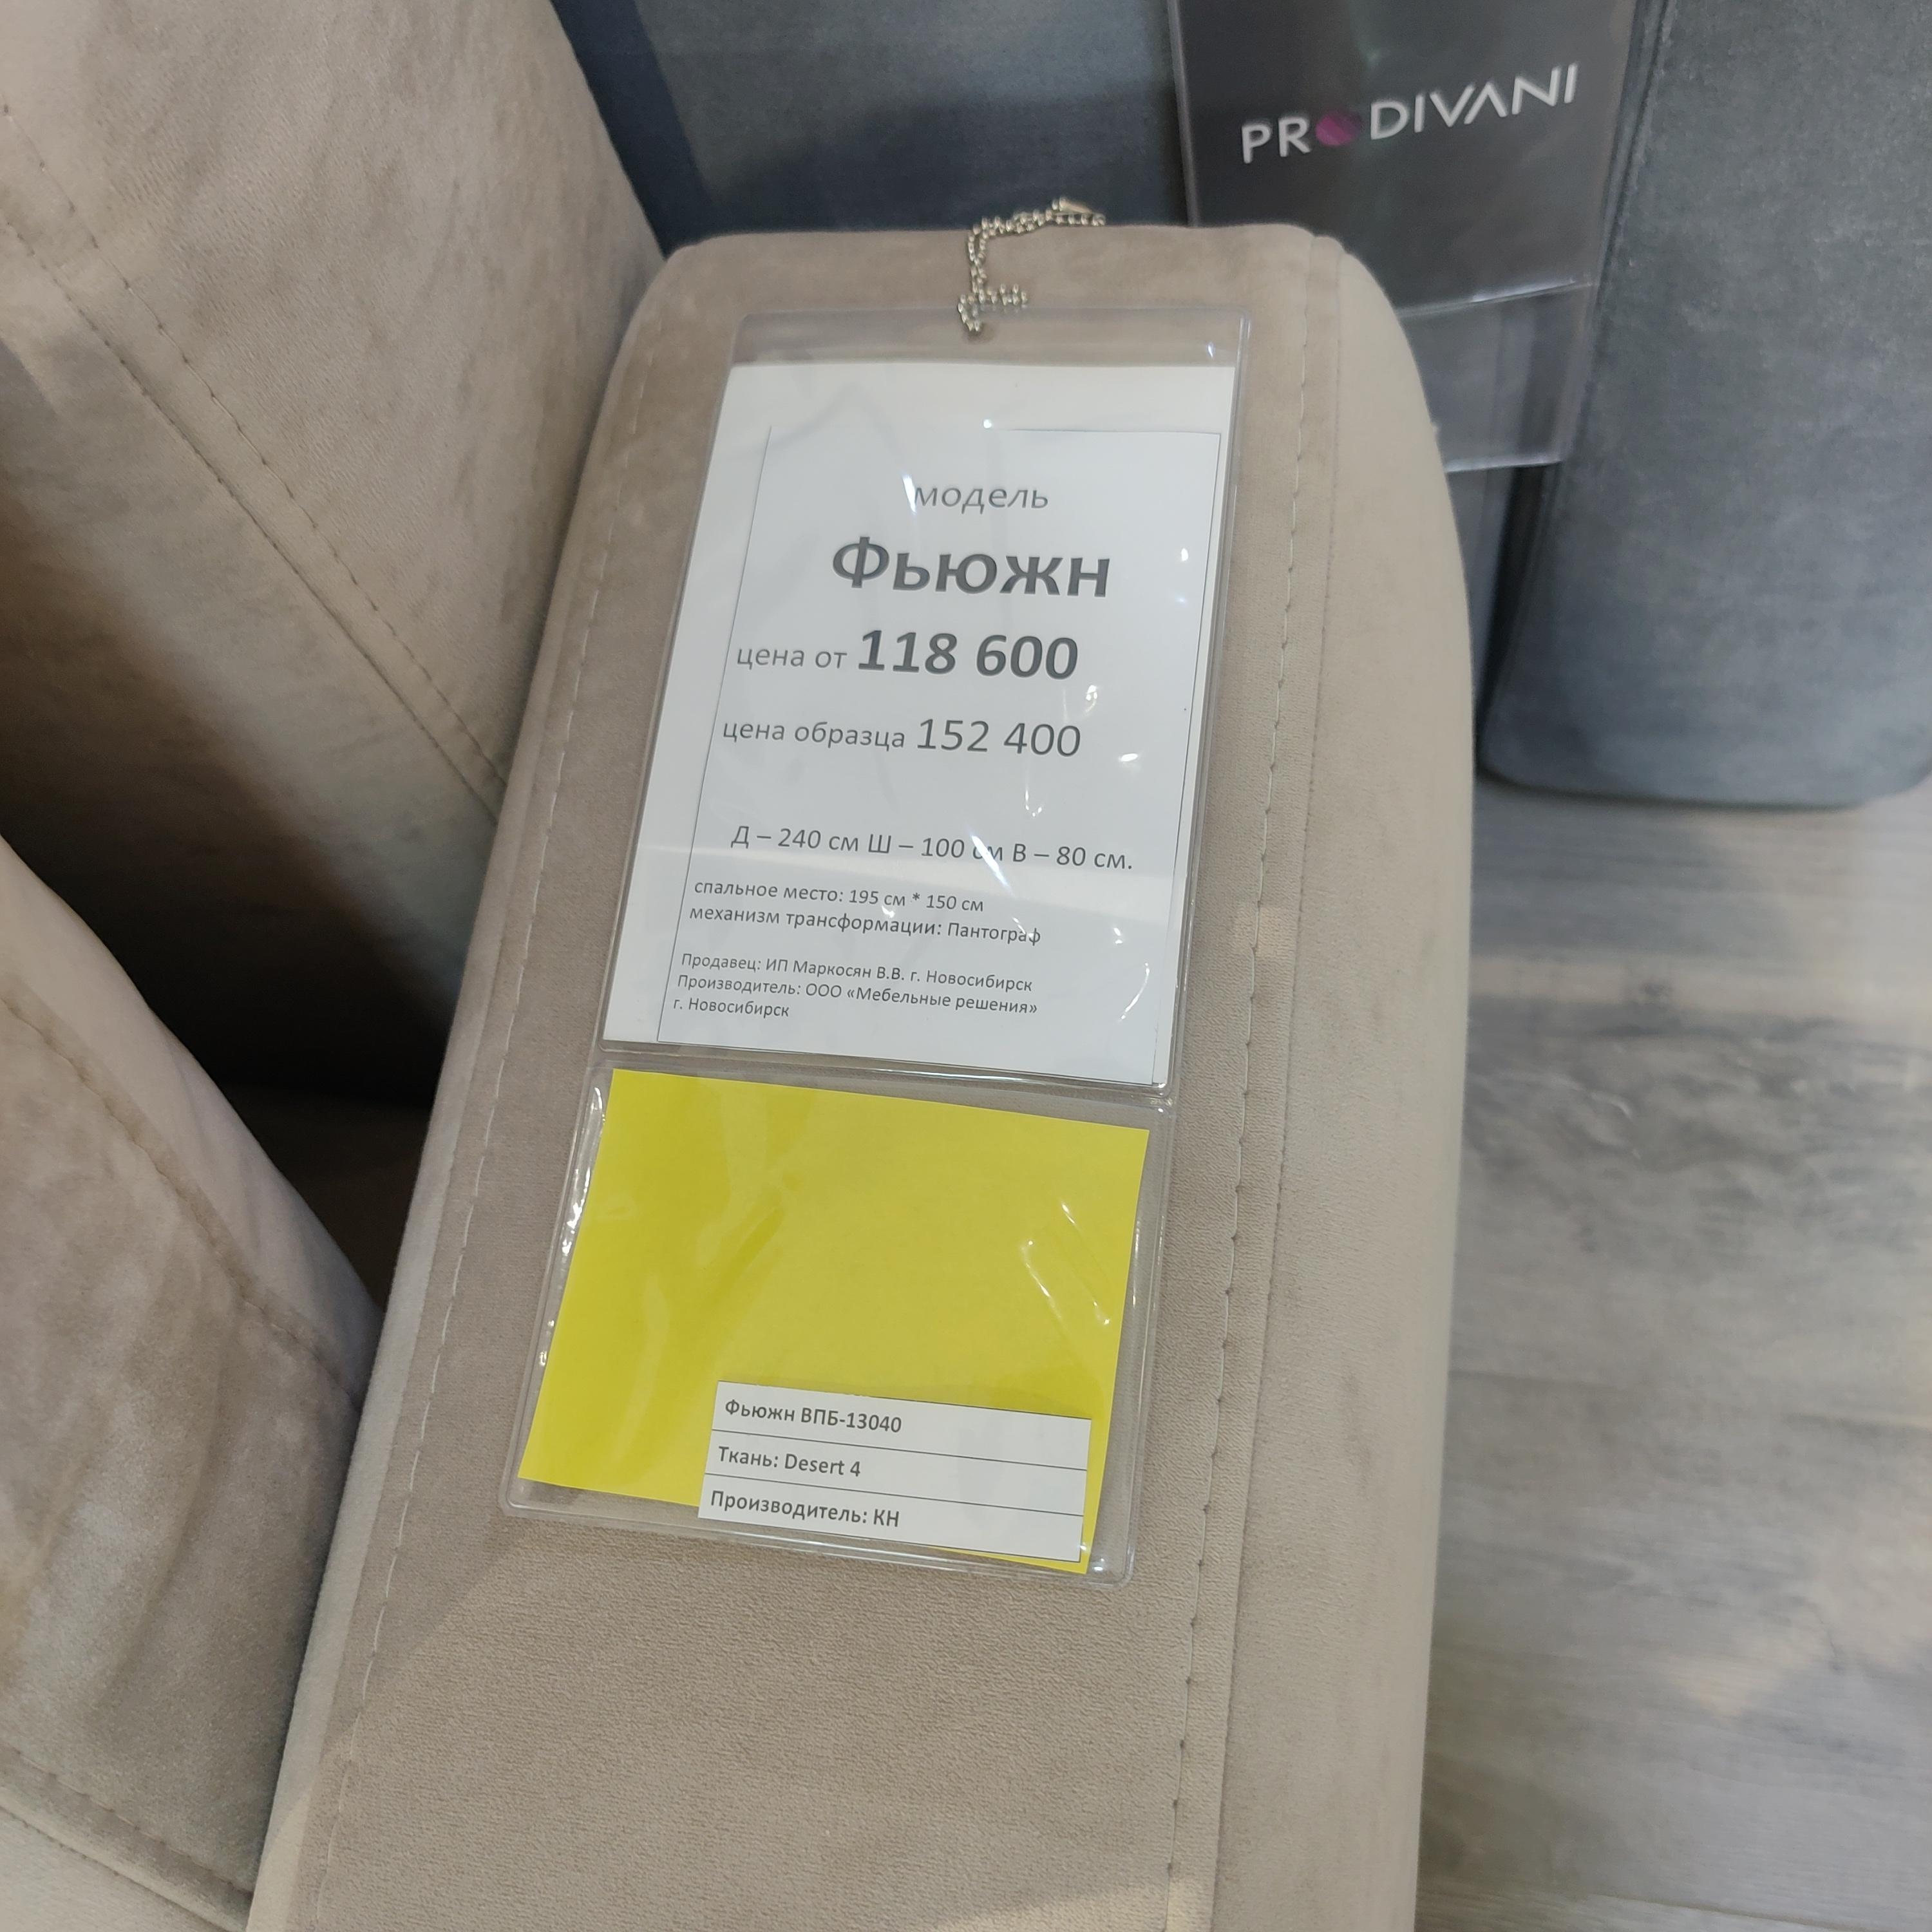 PRODIVANI
модель
Фьюжн
цена от 118 600
цена образца 152 400
Д – 240 см Ш – 100 см В – 80 см.
спальное место: 195 см * 150 см
механизм трансформации: Пантограф
Продавец: ИП Маркосян В.В. г. Новосибирск
Производитель: ООО «Мебельные решения»
г. Новосибирск
Фьюжн ВПБ-13040
Ткань: Desert 4
Производитель: КН